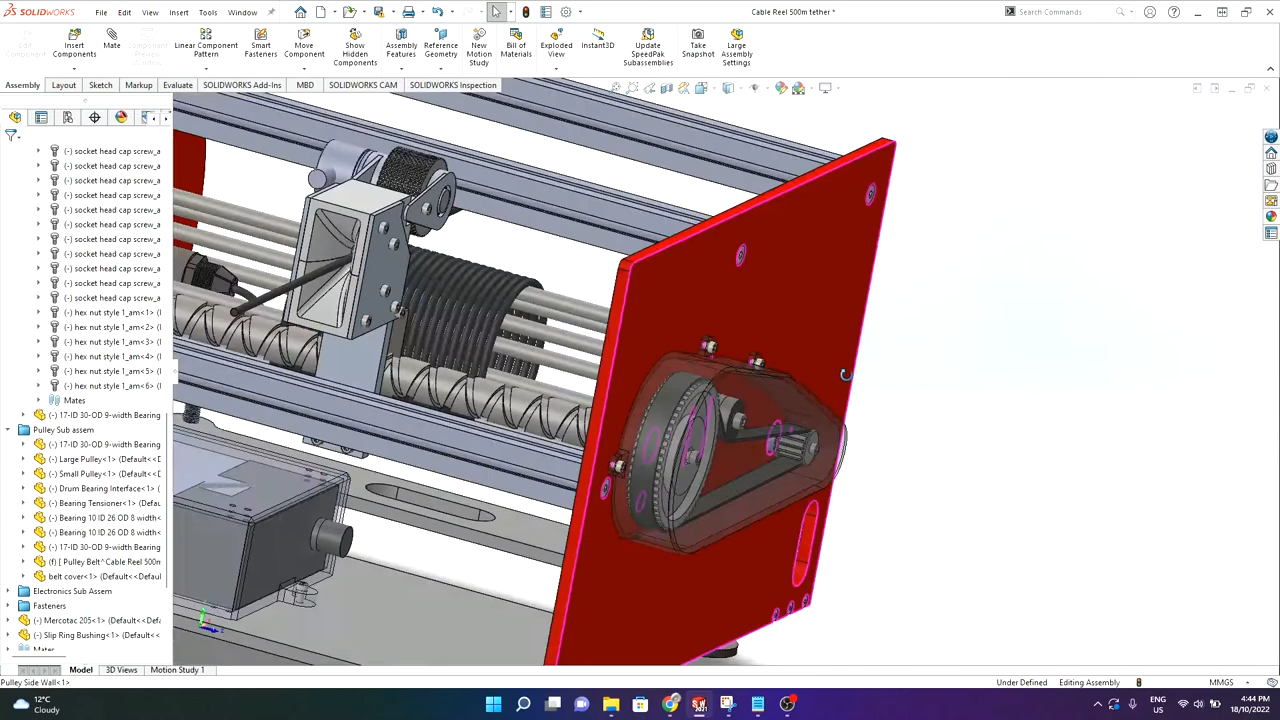 SOLIDWORKS
File
Edit
View
Insert
Tools
Window
Cable Reel 500m tether *
Search Commands
Edit Component
Insert Components
Mate
Component Preview Window
Linear Component Pattern
Smart Fasteners
Move Component
Show Hidden Components
Assembly Features
Reference Geometry
New Motion Study
Bill of Materials
Exploded View
Instant3D
Update SpeedPak Subassemblies
Take Snapshot
Large Assembly Settings
Assembly
Layout
Sketch
Markup
Evaluate
SOLIDWORKS Add-Ins
MBD
SOLIDWORKS CAM
SOLIDWORKS Inspection
(-) socket head cap screw_a
(-) socket head cap screw_a
(-) socket head cap screw_a
(-) socket head cap screw_a
(-) socket head cap screw_a
(-) socket head cap screw_a
(-) socket head cap screw_a
(-) socket head cap screw_a
(-) socket head cap screw_a
(-) socket head cap screw_a
(-) socket head cap screw_a
(-) hex nut style 1_am<1> (
(-) hex nut style 1_am<2> (
(-) hex nut style 1_am<3> (
(-) hex nut style 1_am<4> (
(-) hex nut style 1_am<5> (
(-) hex nut style 1_am<6> (
Mates
(-) 17-ID 30-OD 9-width Bearing
Pulley Sub assem
(-) 17-ID 30-OD 9-width Bearing
(-) Large Pulley<1> (Default<<D
(-) Small Pulley<1> (Default<<D
(-) Drum Bearing Interface<1> (
(-) Bearing Tensioner<1> (Defau
(-) Bearing 10 ID 26 OD 8 width<
(-) Bearing 10 ID 26 OD 8 width<
(-) 17-ID 30-OD 9-width Bearing
(f) [ Pulley Belt^Cable Reel 500m
belt cover<1> (Default<<Defaul
Electronics Sub Assem
Fasteners
(-) Mercotac 205<1> (Default<<Defa
(-) Slip Ring Bushing<1> (Default<<D
Mates
Model
3D Views
Motion Study 1
Pulley Side Wall<1>
Under Defined
Editing Assembly
MMGS
12°C
Cloudy
ENG
US
4:44 PM
18/10/2022